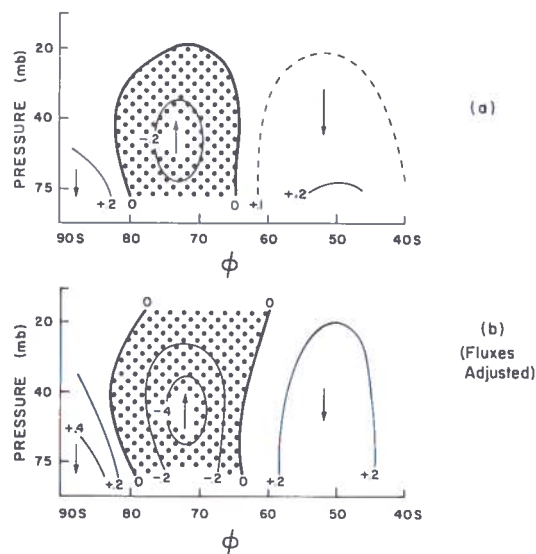 20
40
75
PRESSURE (mb)
-.2
+.2
0
0
+.1
+.2
90S 80 70 60 50 40S
ϕ
(a)
0
0
20
40
75
PRESSURE (mb)
-.4
+.4
+.2
0
-.2
-.2
0
+.2
+.2
90S 80 70 60 50 40S
ϕ
(b)
(Fluxes
Adjusted)